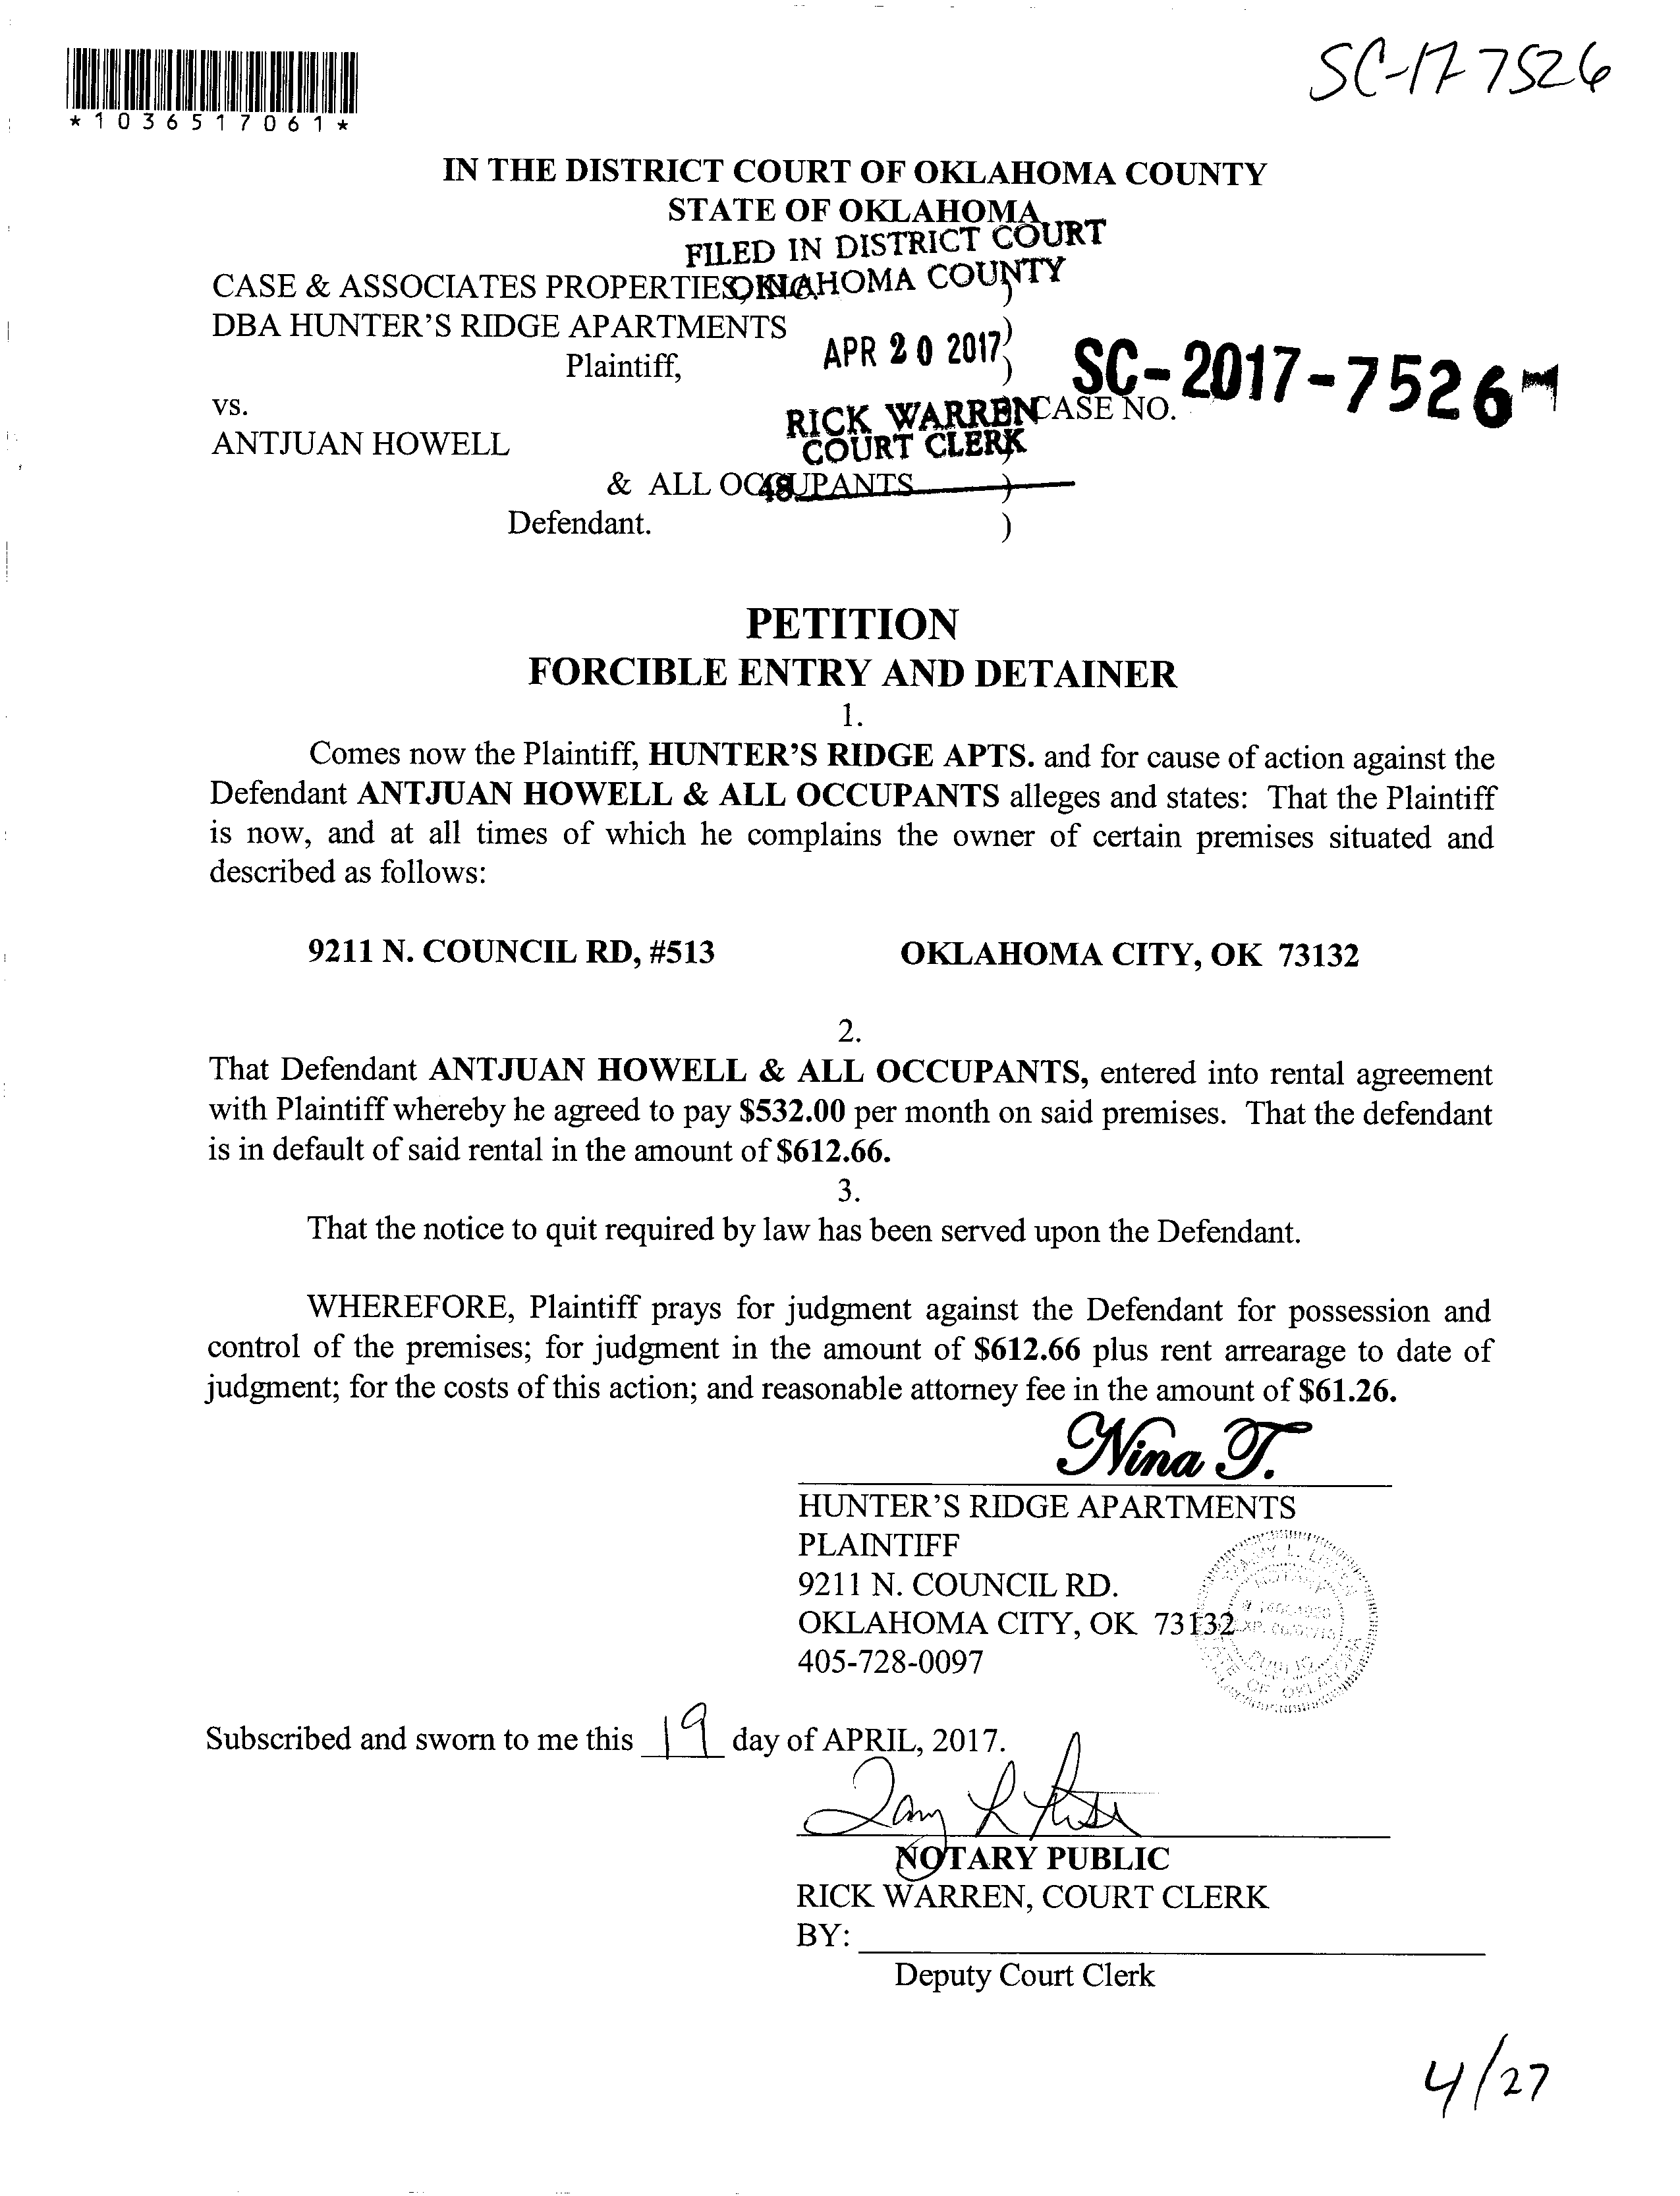 SC-17-7526
*1036517061*
IN THE DISTRICT COURT OF OKLAHOMA COUNTY
STATE OF OKLAHOMA
FILED IN DISTRICT COURT
OKLAHOMA COUNTY
CASE & ASSOCIATES PROPERTIES, INC. )
DBA HUNTER'S RIDGE APARTMENTS )
APR 20 2017
Plaintiff, )
SC-2017-7526
vs.
RICK WARREN
CASE NO.
COURT CLERK
ANTJUAN HOWELL )
& ALL OCCUPANTS )
48
Defendant. )
PETITION
FORCIBLE ENTRY AND DETAINER
1.
Comes now the Plaintiff, HUNTER'S RIDGE APTS. and for cause of action against the
Defendant ANTJUAN HOWELL & ALL OCCUPANTS alleges and states: That the Plaintiff
is now, and at all times of which he complains the owner of certain premises situated and
described as follows:
9211 N. COUNCIL RD, #513 OKLAHOMA CITY, OK 73132
2.
That Defendant ANTJUAN HOWELL & ALL OCCUPANTS, entered into rental agreement
with Plaintiff whereby he agreed to pay $532.00 per month on said premises. That the defendant
is in default of said rental in the amount of $612.66.
3.
That the notice to quit required by law has been served upon the Defendant.
WHEREFORE, Plaintiff prays for judgment against the Defendant for possession and
control of the premises; for judgment in the amount of $612.66 plus rent arrearage to date of
judgment; for the costs of this action; and reasonable attorney fee in the amount of $61.26.
Nina T.
HUNTER'S RIDGE APARTMENTS
PLAINTIFF
9211 N. COUNCIL RD.
OKLAHOMA CITY, OK 73132
405-728-0097
Subscribed and sworn to me this 19 day of APRIL, 2017.
NOTARY PUBLIC
RICK WARREN, COURT CLERK
BY:
Deputy Court Clerk
4/27